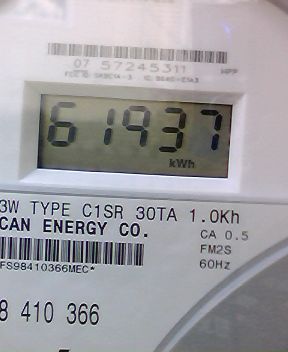 07 57245311
61937
kWh
3W TYPE C1SR 30TA 1.0Kh
CAN ENERGY CO.
CA 0.5
FM2S
60Hz
FS98410366MEC*
8 410 366